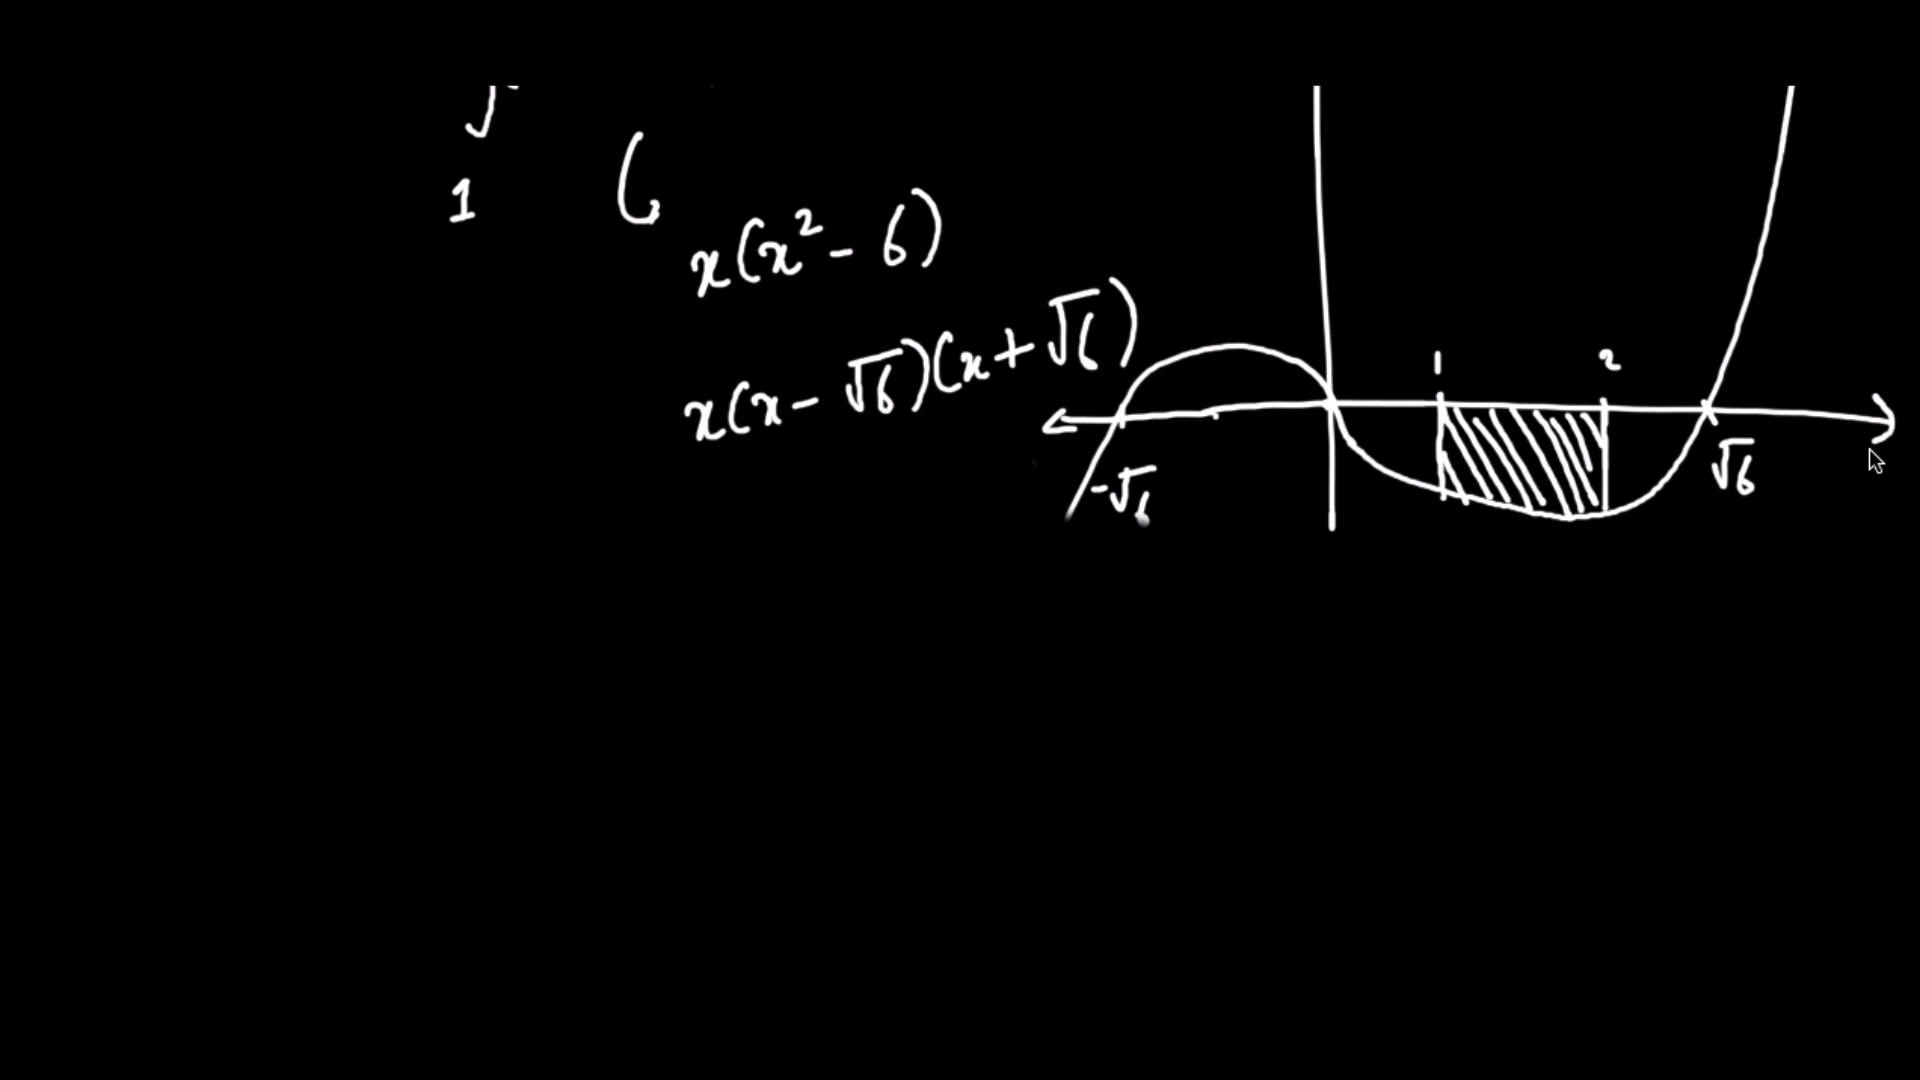 1
x(x² - 6)
x(x - √6)(x + √6)
1 2
-√6 √6